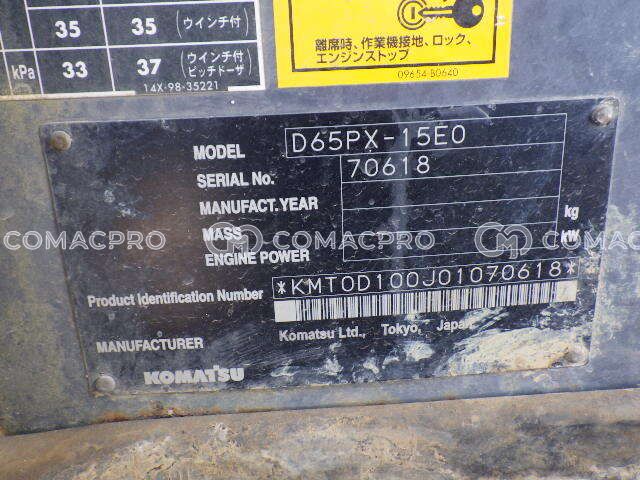 35 35 (ウインチ付)
kPa 33 37 (ウインチ付 ピッチドーザ
14X-98-35221
離席時、作業機接地、ロック、
エンジンストップ
09654-B0640
MODEL D65PX-15E0
SERIAL No. 70618
MANUFACT.YEAR
MASS kg
ENGINE POWER kW
COMACPRO COMACPRO COMACPRO
Product Identification Number *KMT0D100J01070618*
MANUFACTURER Komatsu Ltd., Tokyo, Japan
KOMATSU